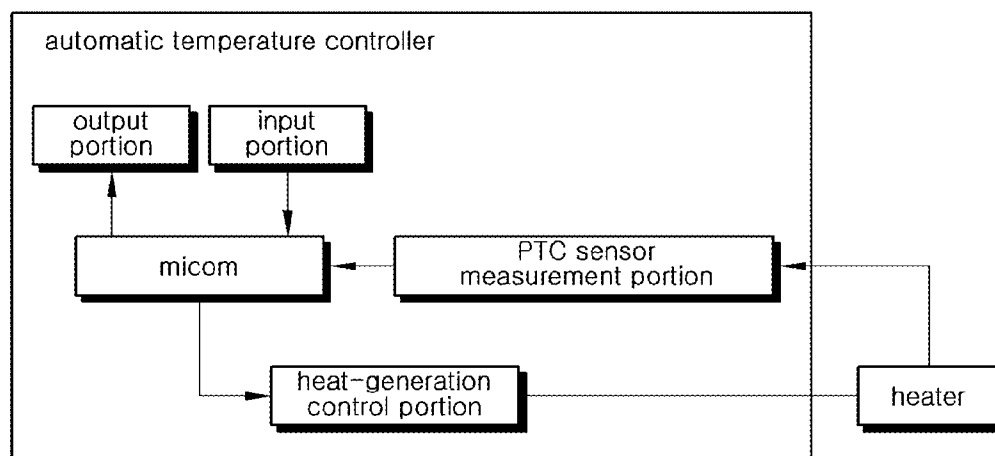 automatic temperature controller
output
portion
input
portion
micom
PTC sensor
measurement portion
heat-generation
control portion
heater